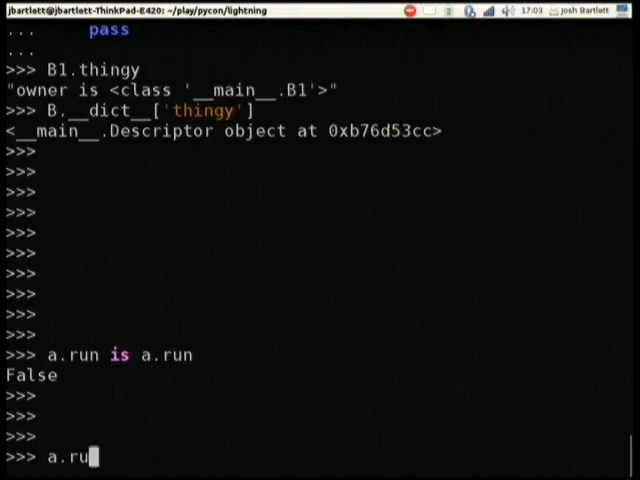 jbartlett@jbartlett-ThinkPad-E420: ~/play/pycon/lightning 17:03 Josh Bartlett
... pass
...
>>> B1.thingy
"owner is <class '__main__.B1'>"
>>> B.__dict__['thingy']
<__main__.Descriptor object at 0xb76d53cc>
>>>
>>>
>>>
>>>
>>>
>>>
>>>
>>>
>>>
>>>
>>> a.run is a.run
False
>>>
>>>
>>>
>>> a.ru